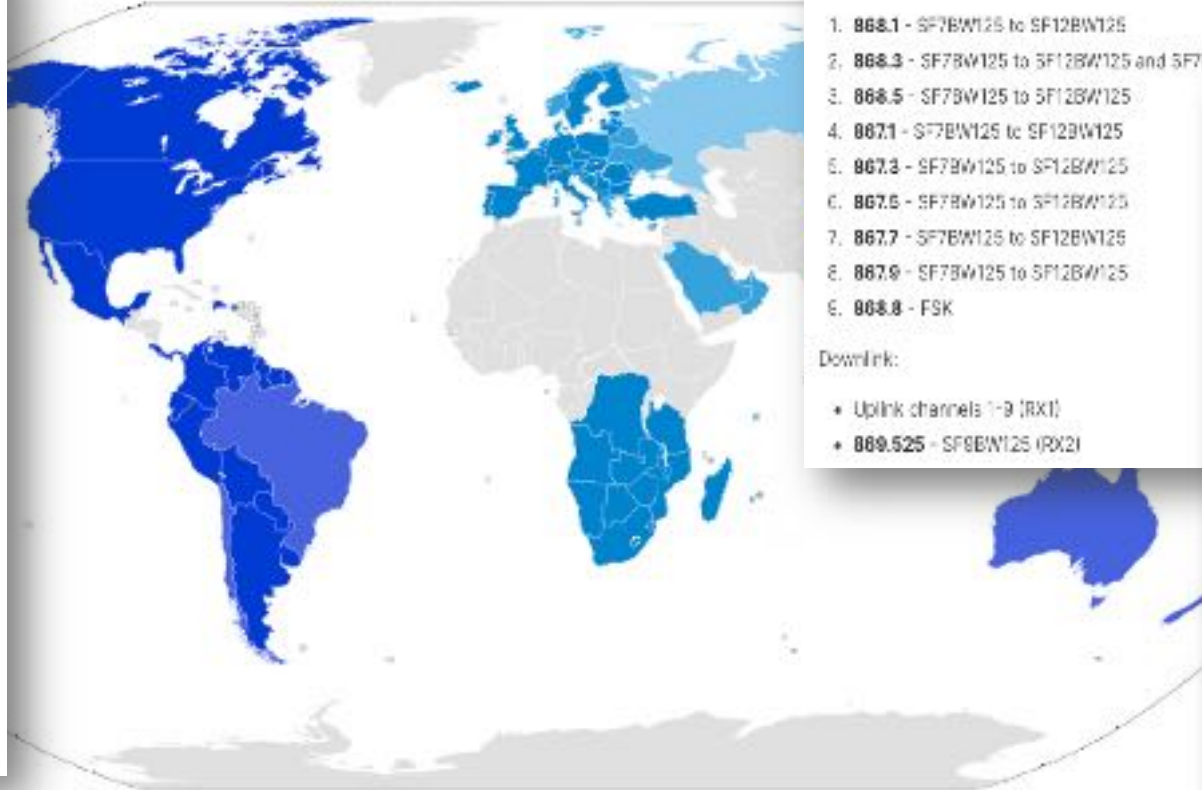 1. 868.1 - SF7BW125 to SF12BW125
2. 868.3 - SF7BW125 to SF12BW125 and SF7
3. 868.5 - SF7BW125 to SF12BW125
4. 867.1 - SF7BW125 to SF12BW125
5. 867.3 - SF7BW125 to SF12BW125
6. 867.5 - SF7BW125 to SF12BW125
7. 867.7 - SF7BW125 to SF12BW125
8. 867.9 - SF7BW125 to SF12BW125
9. 868.8 - FSK
Downlink:
• Uplink channels 1-9 (RX1)
• 869.525 - SF9BW125 (RX2)